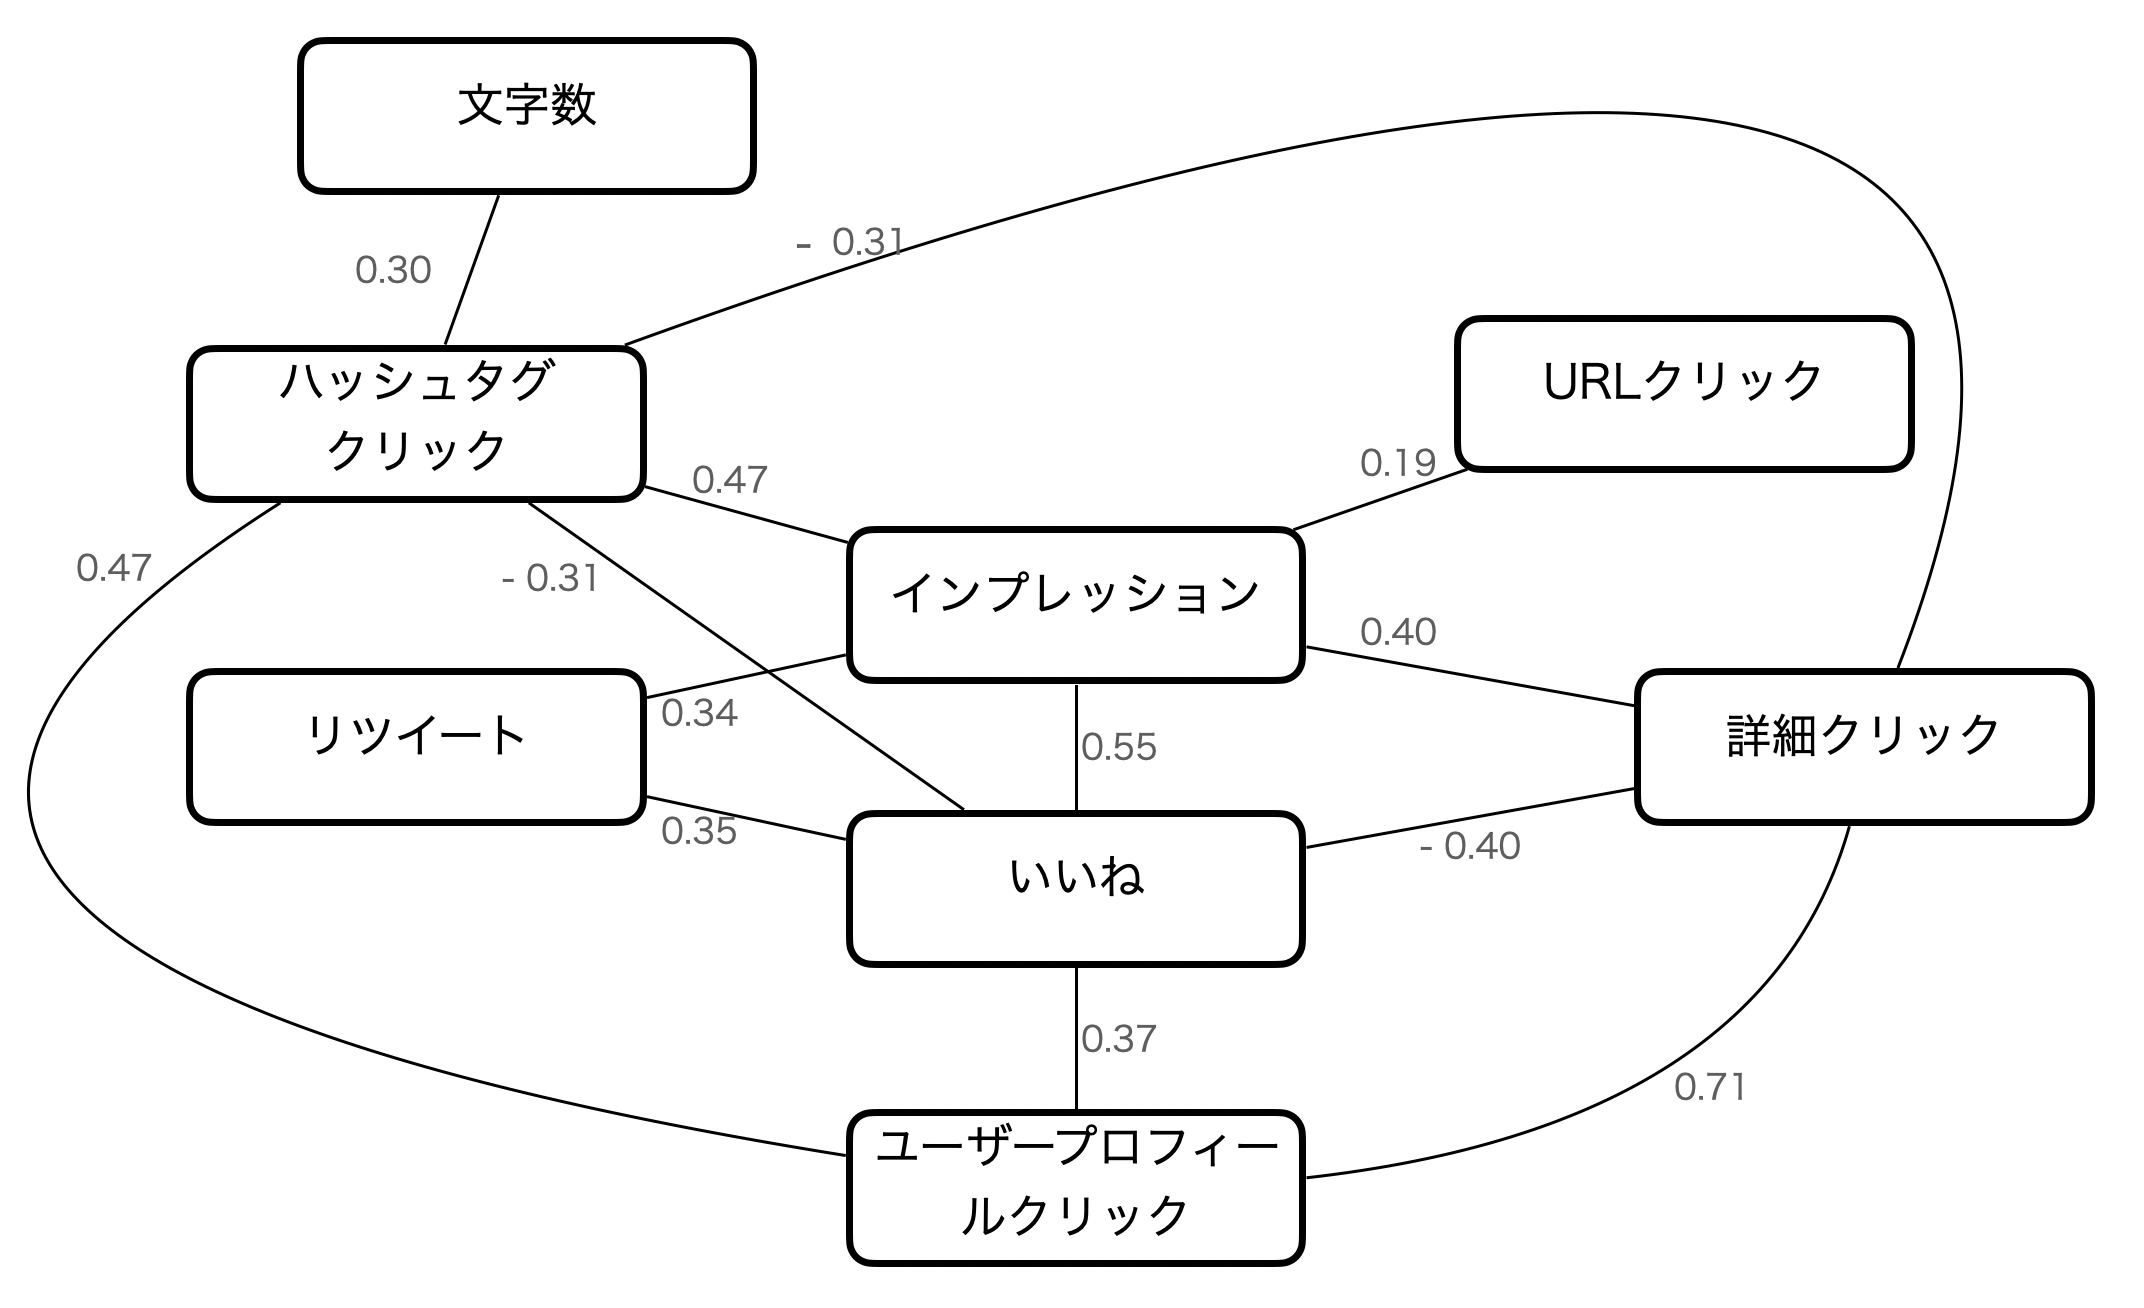 文字数
- 0.31
0.30
ハッシュタグ
クリック
URLクリック
0.47
0.19
0.47
- 0.31
インプレッション
0.40
リツイート
0.34
0.55
詳細クリック
0.35
いいね
- 0.40
0.37
0.71
ユーザープロフィー
ルクリック